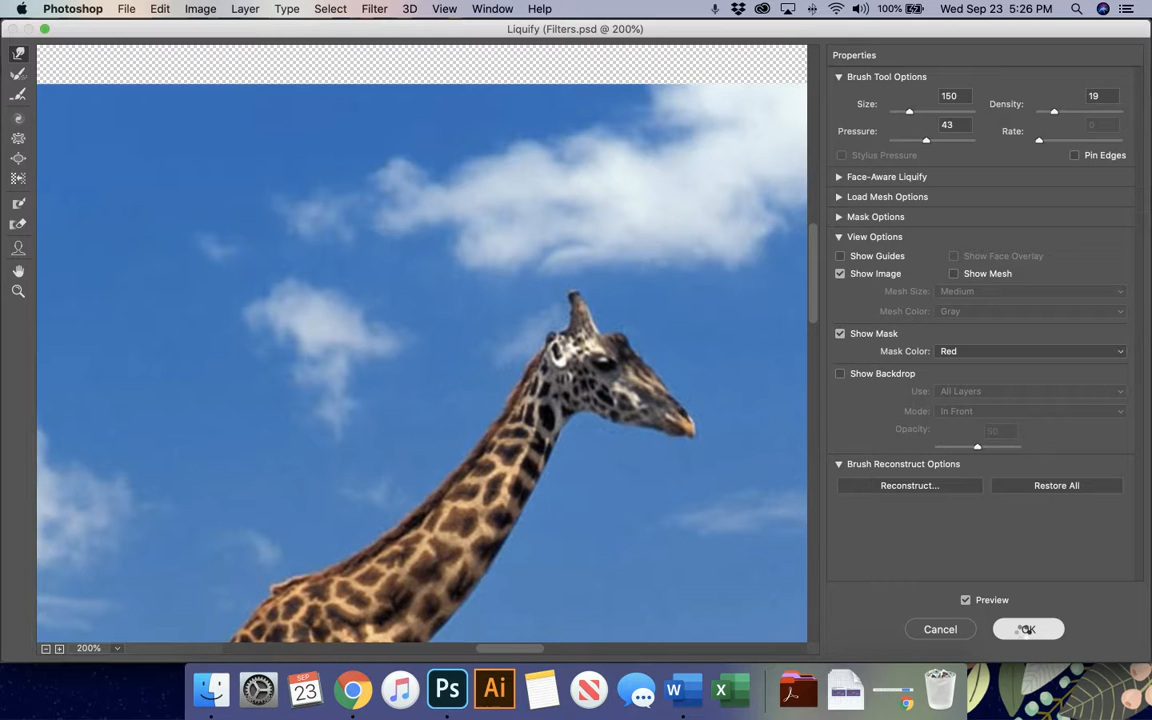 Photoshop File Edit Image Layer Type Select Filter 3D View Window Help 100% Wed Sep 23 5:26 PM
Liquify (Filters.psd @ 200%)
Properties
Brush Tool Options
Size: 150 Density: 19
Pressure: 43 Rate: 0
Stylus Pressure Pin Edges
Face-Aware Liquify
Load Mesh Options
Mask Options
View Options
Show Guides Show Face Overlay
Show Image Show Mesh
Mesh Size: Medium
Mesh Color: Gray
Show Mask
Mask Color: Red
Show Backdrop
Use: All Layers
Mode: In Front
Opacity: 50
Brush Reconstruct Options
Reconstruct... Restore All
Preview
Cancel OK
200%
SEP
23 Ps Ai W X